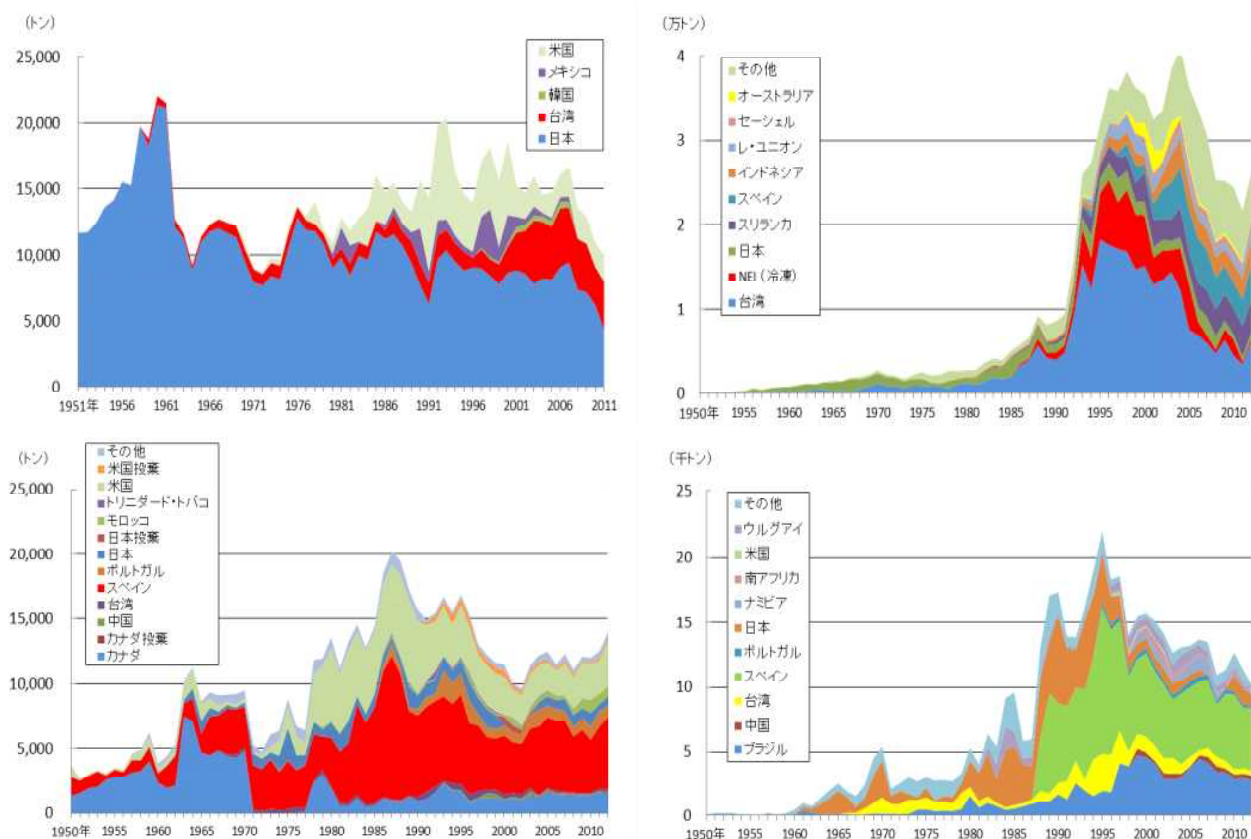 (トン)
25,000
20,000
15,000
10,000
5,000
0
1951年 1956 1961 1966 1971 1976 1981 1986 1991 1996 2001 2006 2011
米国
メキシコ
韓国
台湾
日本
(万トン)
4
3
2
1
0
1950年 1955 1960 1965 1970 1975 1980 1985 1990 1995 2000 2005 2010
その他
オーストラリア
セーシェル
レ・ユニオン
インドネシア
スペイン
スリランカ
日本
NEI(冷凍)
台湾
(トン)
25,000
20,000
15,000
10,000
5,000
0
1950年 1955 1960 1965 1970 1975 1980 1985 1990 1995 2000 2005 2010
その他
米国投棄
米国
トリニダード・トバコ
モロッコ
日本投棄
日本
ポルトガル
スペイン
台湾
中国
カナダ投棄
カナダ
(千トン)
25
20
15
10
5
0
1950年 1955 1960 1965 1970 1975 1980 1985 1990 1995 2000 2005 2010
その他
ウルグアイ
米国
南アフリカ
ナミビア
日本
ポルトガル
スペイン
台湾
中国
ブラジル